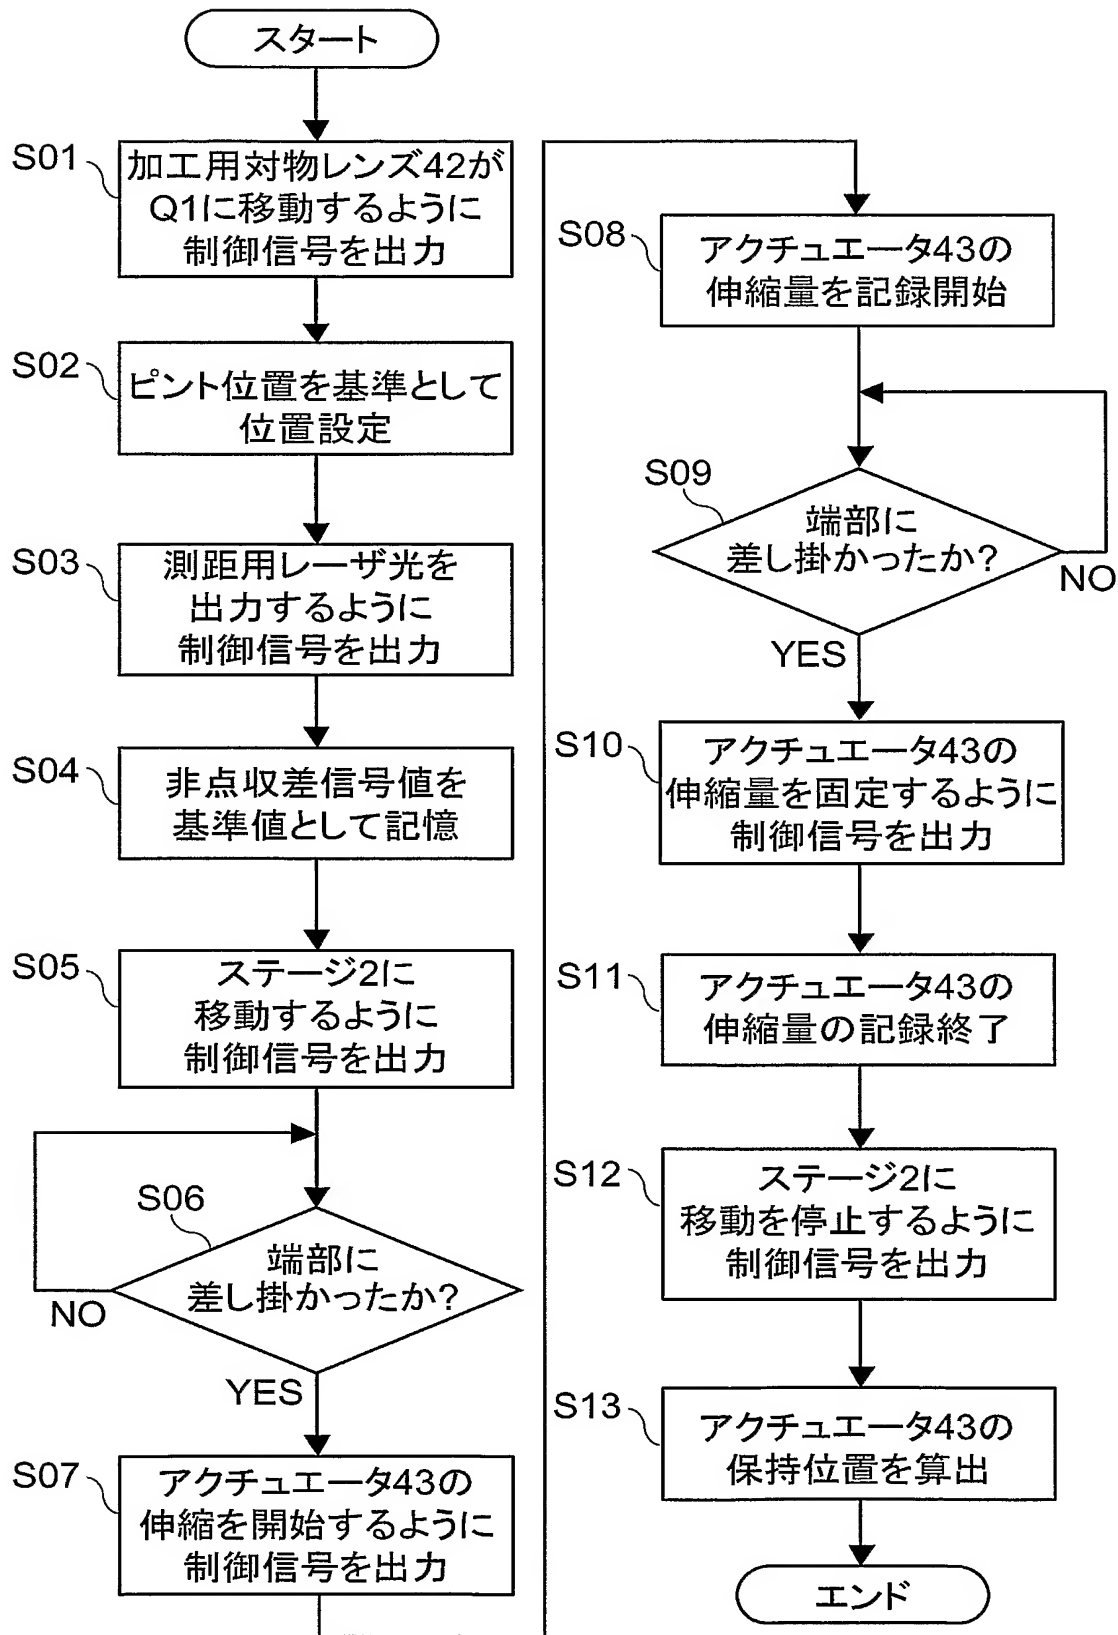 スタート
S01
加工用対物レンズ42が
Q1に移動するように
制御信号を出力
S02
ピント位置を基準として
位置設定
S03
測距用レーザ光を
出力するように
制御信号を出力
S04
非点収差信号値を
基準値として記憶
S05
ステージ2に
移動するように
制御信号を出力
S06
端部に
差し掛かったか?
NO
YES
S07
アクチュエータ43の
伸縮を開始するように
制御信号を出力
S08
アクチュエータ43の
伸縮量を記録開始
S09
端部に
差し掛かったか?
NO
YES
S10
アクチュエータ43の
伸縮量を固定するように
制御信号を出力
S11
アクチュエータ43の
伸縮量の記録終了
S12
ステージ2に
移動を停止するように
制御信号を出力
S13
アクチュエータ43の
保持位置を算出
エンド